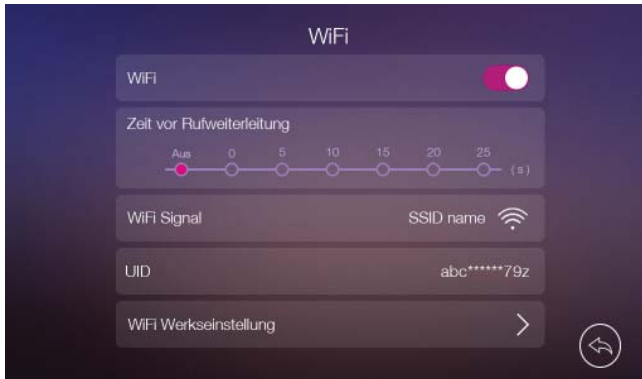 WiFi
WiFi
Zeit vor Rufweiterleitung
Aus 0 5 10 15 20 25 (s)
WiFi Signal SSID name
UID abc******79z
WiFi Werkseinstellung